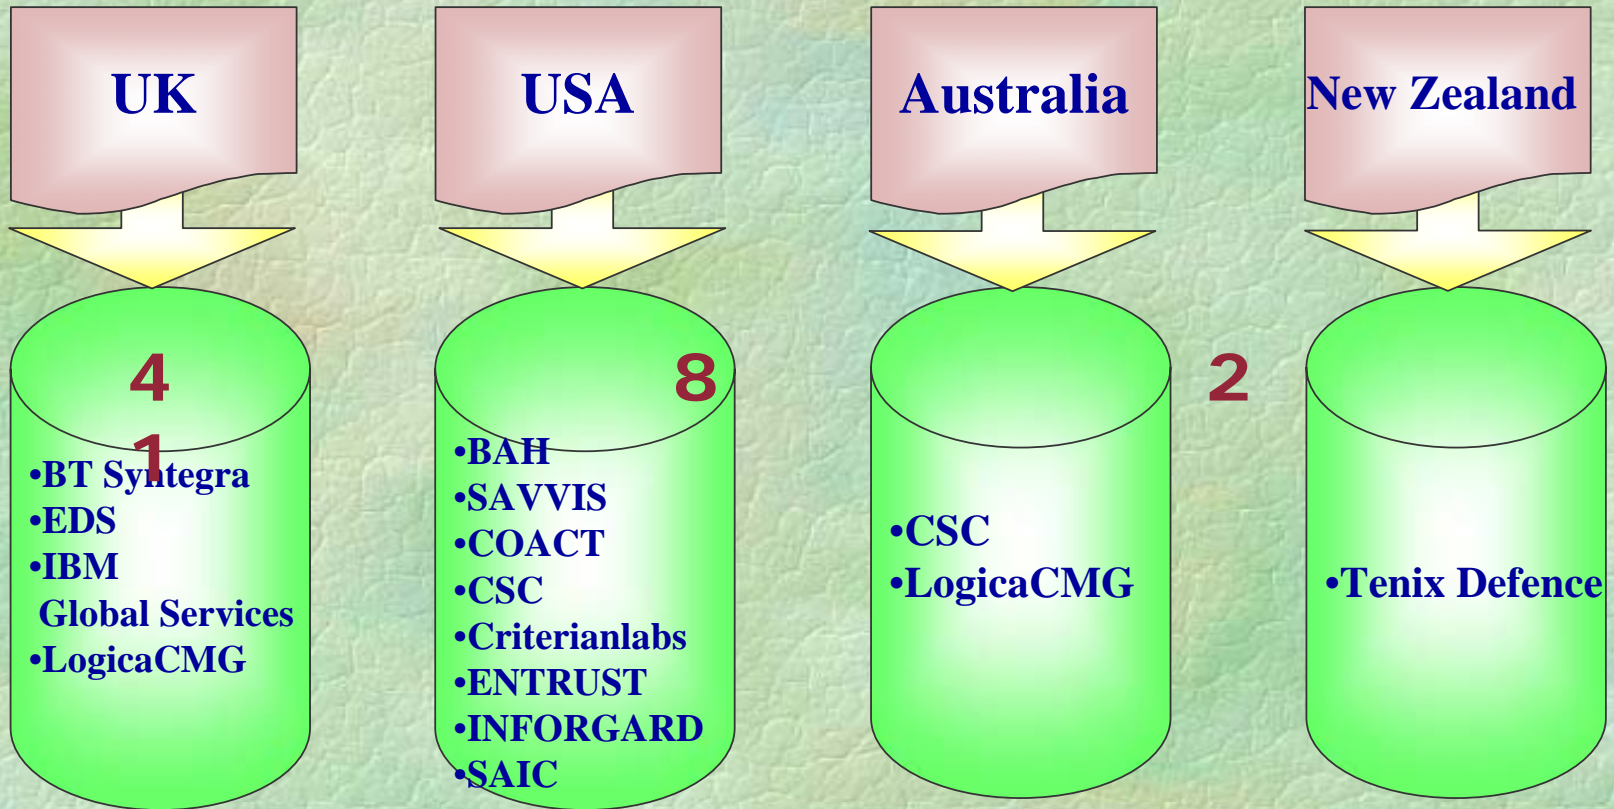 UK
USA
Australia
New Zealand
4
8
2
1
•BT Syntegra
•EDS
•IBM
Global Services
•LogicaCMG
•BAH
•SAVVIS
•COACT
•CSC
•Criterianlabs
•ENTRUST
•INFORGARD
•SAIC
•CSC
•LogicaCMG
•Tenix Defence